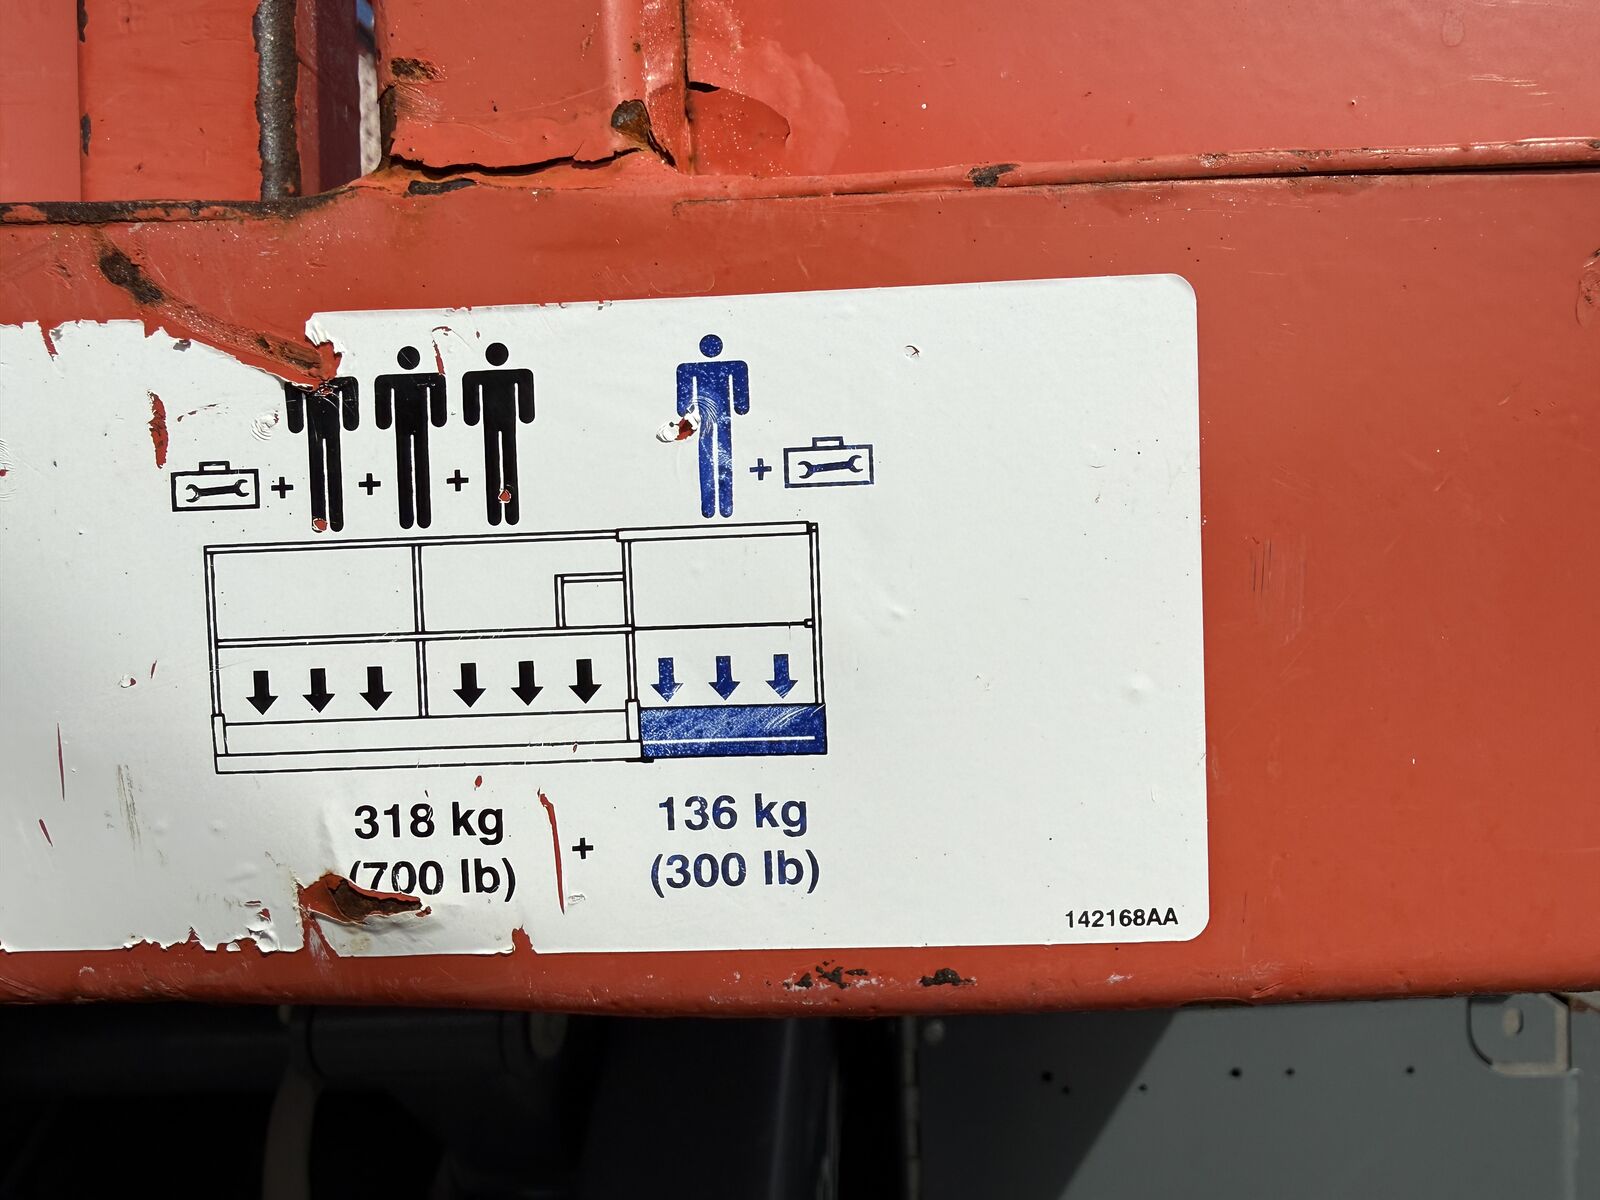 + + +
+
318 kg
(700 lb)
+
136 kg
(300 lb)
142168AA